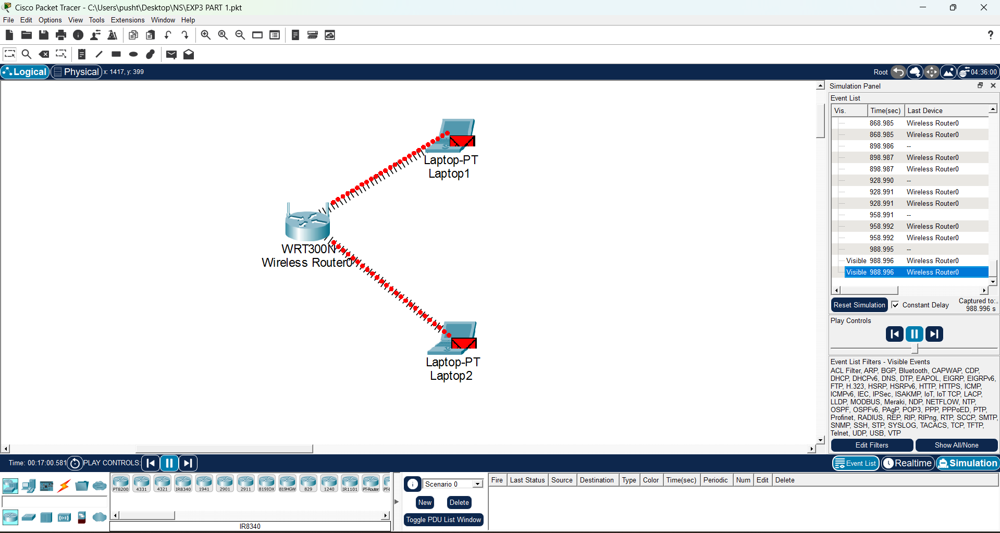 Cisco Packet Tracer - C:\Users\pusht\Desktop\NS\EXP3 PART 1.pkt
File Edit Options View Tools Extensions Window Help
?
Logical Physical x: 1417, y: 399 Root 04:36:00
Simulation Panel
Event List
Vis. Time(sec) Last Device
868.985 Wireless Router0
868.985 Wireless Router0
898.986 --
898.987 Wireless Router0
898.987 Wireless Router0
928.990 --
928.991 Wireless Router0
928.991 Wireless Router0
958.991 --
958.992 Wireless Router0
958.992 Wireless Router0
988.995 --
Visible 988.996 Wireless Router0
Visible 988.996 Wireless Router0
Reset Simulation Constant Delay Captured to:
988.996 s
Play Controls
Event List Filters - Visible Events
ACL Filter, ARP, BGP, Bluetooth, CAPWAP, CDP,
DHCP, DHCPv6, DNS, DTP, EAPOL, EIGRP, EIGRPv6,
FTP, H.323, HSRP, HSRPv6, HTTP, HTTPS, ICMP,
ICMPv6, IEC, IPSec, ISAKMP, IoT, IoT TCP, LACP,
LLDP, MODBUS, Meraki, NDP, NETFLOW, NTP,
OSPF, OSPFv6, PAgP, POP3, PPP, PPPoED, PTP,
Profinet, RADIUS, REP, RIP, RIPng, RTP, SCCP, SMTP,
SNMP, SSH, STP, SYSLOG, TACACS, TCP, TFTP,
Telnet, UDP, USB, VTP
Edit Filters Show All/None
Laptop-PT
Laptop1
WRT300N
Wireless Router0
Laptop-PT
Laptop2
Time: 00:17:00.581 PLAY CONTROLS: Event List Realtime Simulation
PT8200 4331 4321 IR8340 1941 2901 2911 819IOX 819HGW 829 1240 IR1101 PT-Router PT-E
IR8340
Scenario 0
New Delete
Toggle PDU List Window
Fire Last Status Source Destination Type Color Time(sec) Periodic Num Edit Delete